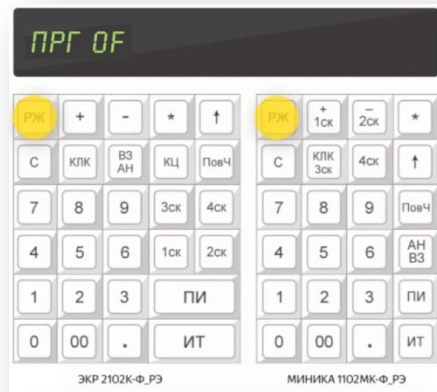 ПРГ OF
РЖ + - * ↑
РЖ + 1ск – 2ск *
С КЛК ВЗ АН КЦ ПовЧ
С КЛК 3ск 4ск ↑
7 8 9 3ск 4ск
7 8 9 ПовЧ
4 5 6 1ск 2ск
4 5 6 АН ВЗ
1 2 3 ПИ
1 2 3 ПИ
0 00 . ИТ
0 00 . ИТ
ЭКР 2102К-Ф_РЭ
МИНИКА 1102МК-Ф_РЭ